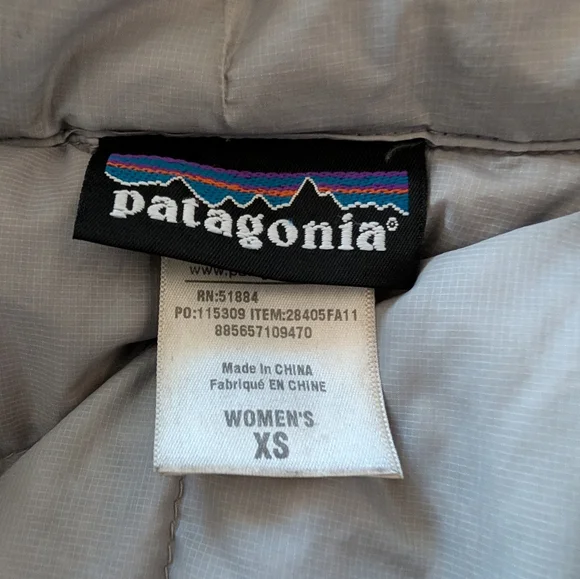 patagonia®
RN:51884
PO:115309 ITEM:28405FA11
885657109470
Made In CHINA
Fabriqué EN CHINE
WOMEN'S
XS